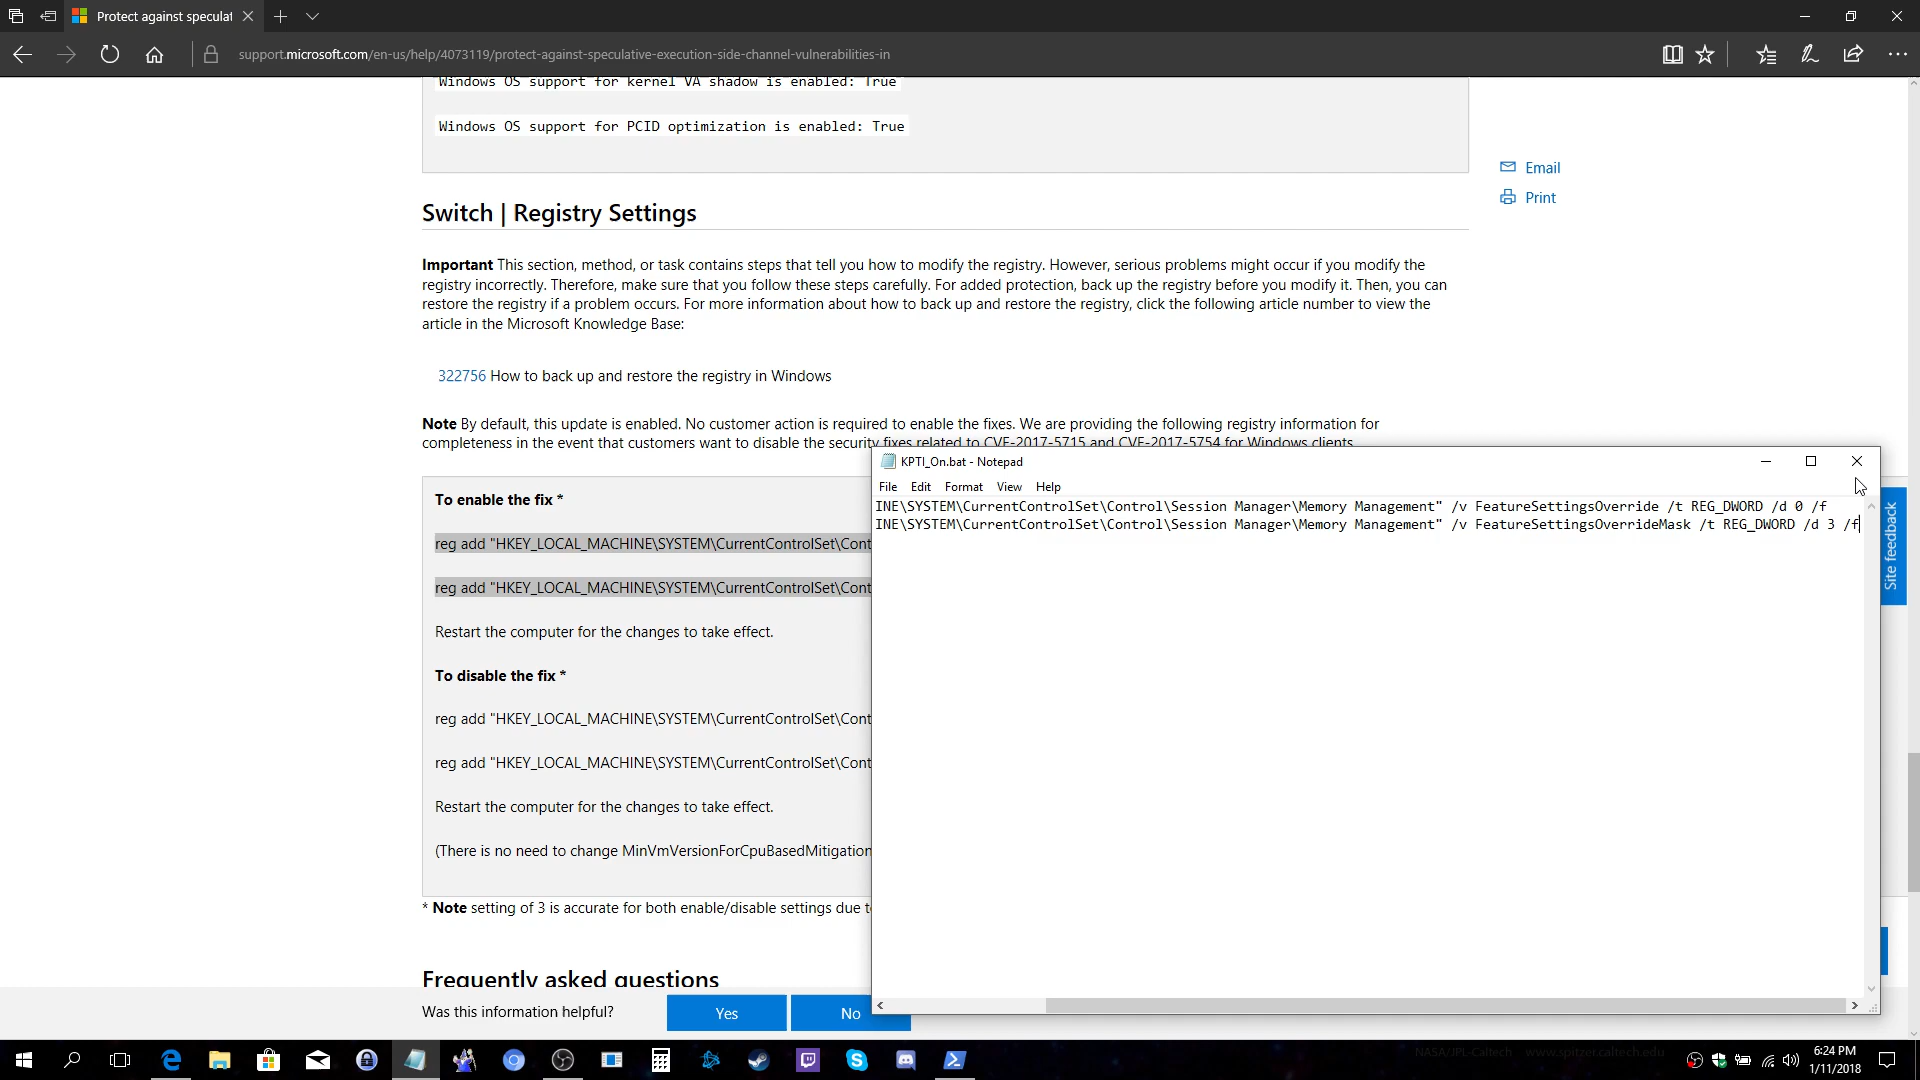 Protect against speculat
support.microsoft.com/en-us/help/4073119/protect-against-speculative-execution-side-channel-vulnerabilities-in
Windows OS support for kernel VA shadow is enabled: True
Windows OS support for PCID optimization is enabled: True
Email
Print
Switch | Registry Settings
Important This section, method, or task contains steps that tell you how to modify the registry. However, serious problems might occur if you modify the
registry incorrectly. Therefore, make sure that you follow these steps carefully. For added protection, back up the registry before you modify it. Then, you can
restore the registry if a problem occurs. For more information about how to back up and restore the registry, click the following article number to view the
article in the Microsoft Knowledge Base:
322756 How to back up and restore the registry in Windows
Note By default, this update is enabled. No customer action is required to enable the fixes. We are providing the following registry information for
completeness in the event that customers want to disable the security fixes related to CVE-2017-5715 and CVE-2017-5754 for Windows clients
To enable the fix *
reg add "HKEY_LOCAL_MACHINE\SYSTEM\CurrentControlSet\Cont
reg add "HKEY_LOCAL_MACHINE\SYSTEM\CurrentControlSet\Cont
Restart the computer for the changes to take effect.
To disable the fix *
reg add "HKEY_LOCAL_MACHINE\SYSTEM\CurrentControlSet\Cont
reg add "HKEY_LOCAL_MACHINE\SYSTEM\CurrentControlSet\Cont
Restart the computer for the changes to take effect.
(There is no need to change MinVmVersionForCpuBasedMitigation
* Note setting of 3 is accurate for both enable/disable settings due t
Frequently asked questions
Was this information helpful?
Yes
No
KPTI_On.bat - Notepad
File Edit Format View Help
INE\SYSTEM\CurrentControlSet\Control\Session Manager\Memory Management" /v FeatureSettingsOverride /t REG_DWORD /d 0 /f
INE\SYSTEM\CurrentControlSet\Control\Session Manager\Memory Management" /v FeatureSettingsOverrideMask /t REG_DWORD /d 3 /f
Site feedback
NASA/JPL-Caltech www.spitzer.caltech.edu
6:24 PM
1/11/2018